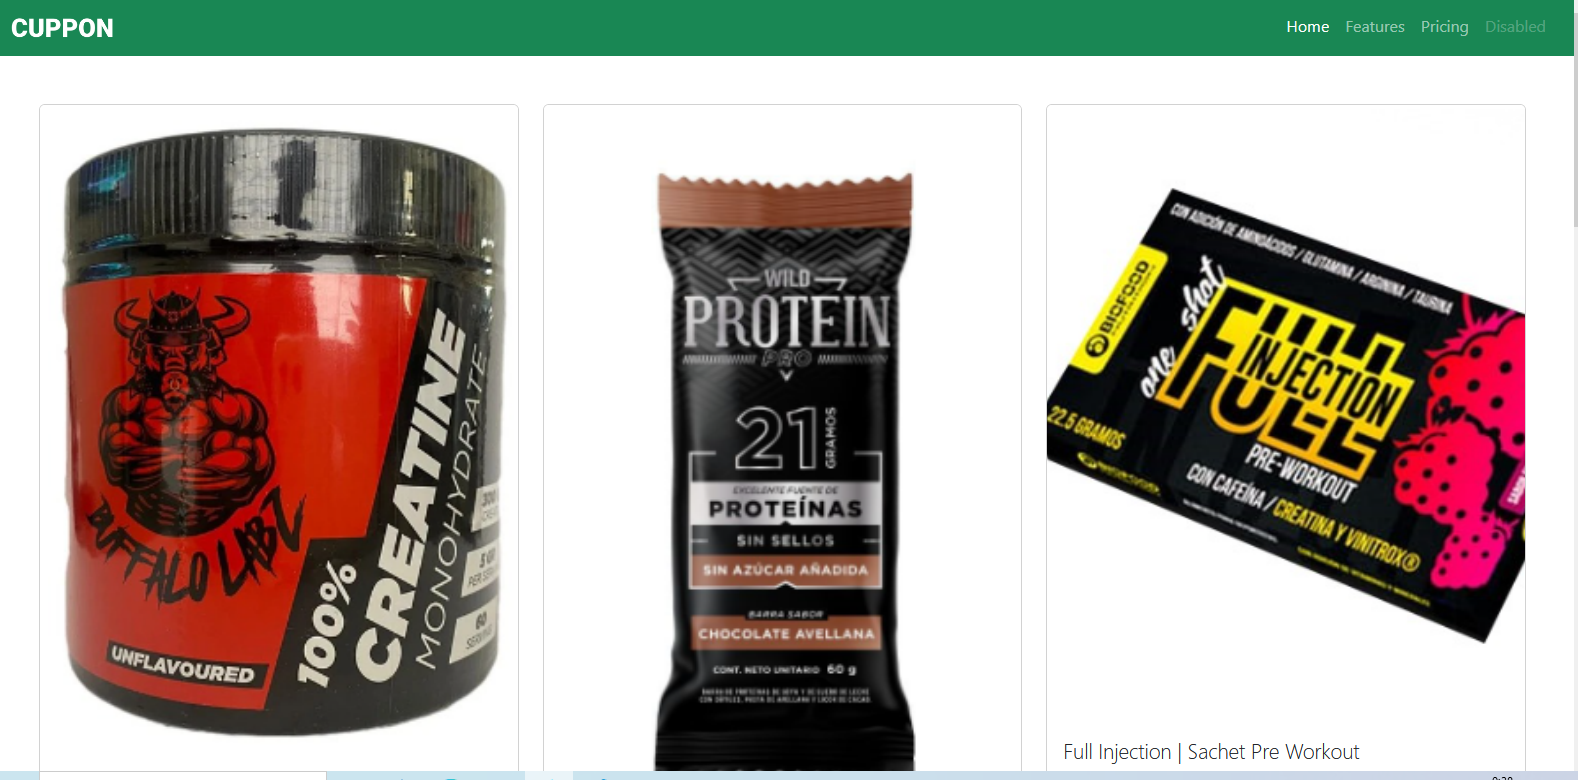 CUPPON
Home Features Pricing Disabled
BUFFALO LABZ
UNFLAVOURED
100%
CREATINE
MONOHYDRATE
WILD
PROTEIN
PRO
21
GRAMOS
EXCELENTE FUENTE DE
PROTEÍNAS
SIN SELLOS
SIN AZÚCAR AÑADIDA
BARRA SABOR
CHOCOLATE AVELLANA
CONT. NETO UNITARIO 60 g
CON ADICIÓN DE AMINOÁCIDOS / GLUTAMINA / ARGININA / TAURINA
BIOFOOD
one shot
FULL
INJECTION
FULL
22.5 GRAMOS
PRE-WORKOUT
CON CAFEÍNA / CREATINA Y VINITROX®
Full Injection | Sachet Pre Workout